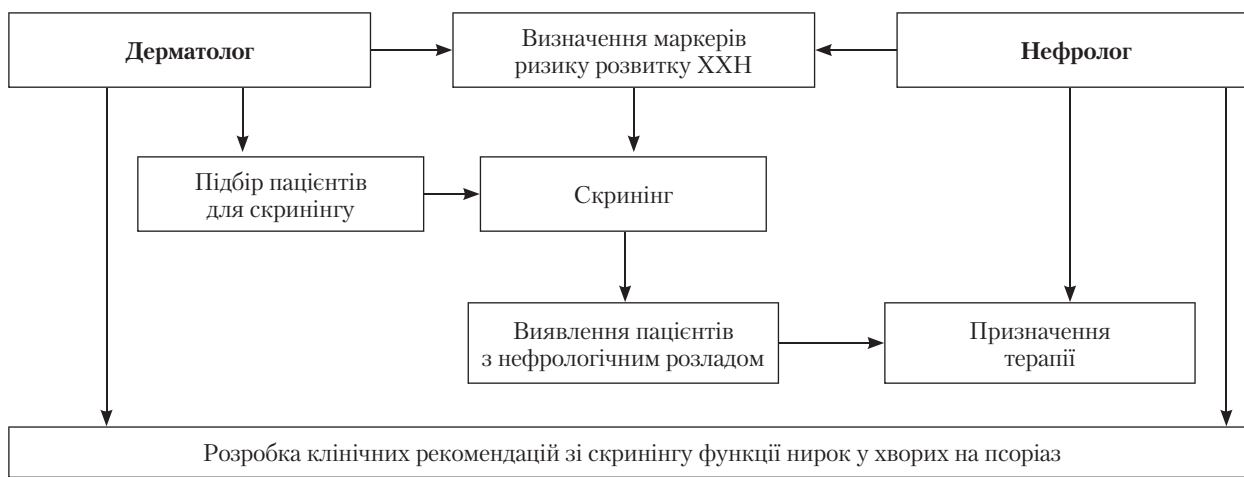 Дерматолог
Визначення маркерів
ризику розвитку ХХН
Нефролог
Підбір пацієнтів
для скринінгу
Скринінг
Виявлення пацієнтів
з нефрологічним розладом
Призначення
терапії
Розробка клінічних рекомендацій зі скринінгу функції нирок у хворих на псоріаз